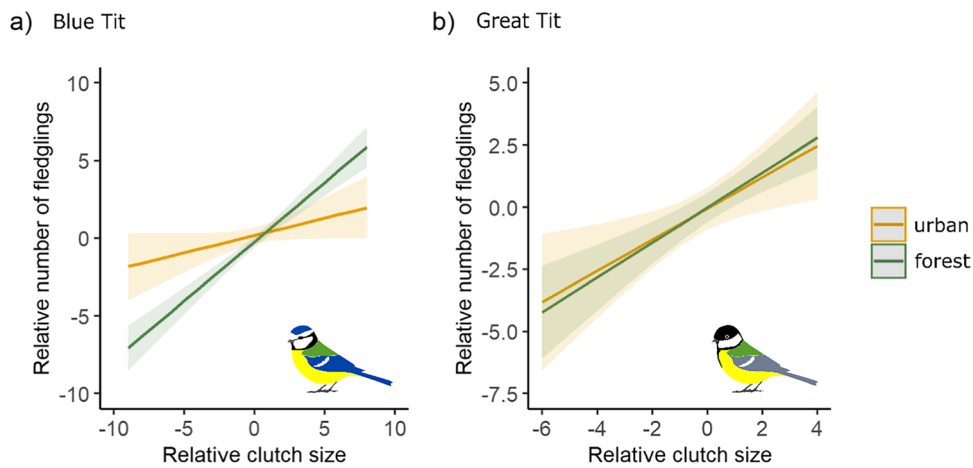 a) Blue Tit
Relative number of fledglings
10
5
0
-5
-10
-10 -5 0 5 10
Relative clutch size
b) Great Tit
Relative number of fledglings
5.0
2.5
0.0
-2.5
-5.0
-7.5
-6 -4 -2 0 2 4
Relative clutch size
urban
forest